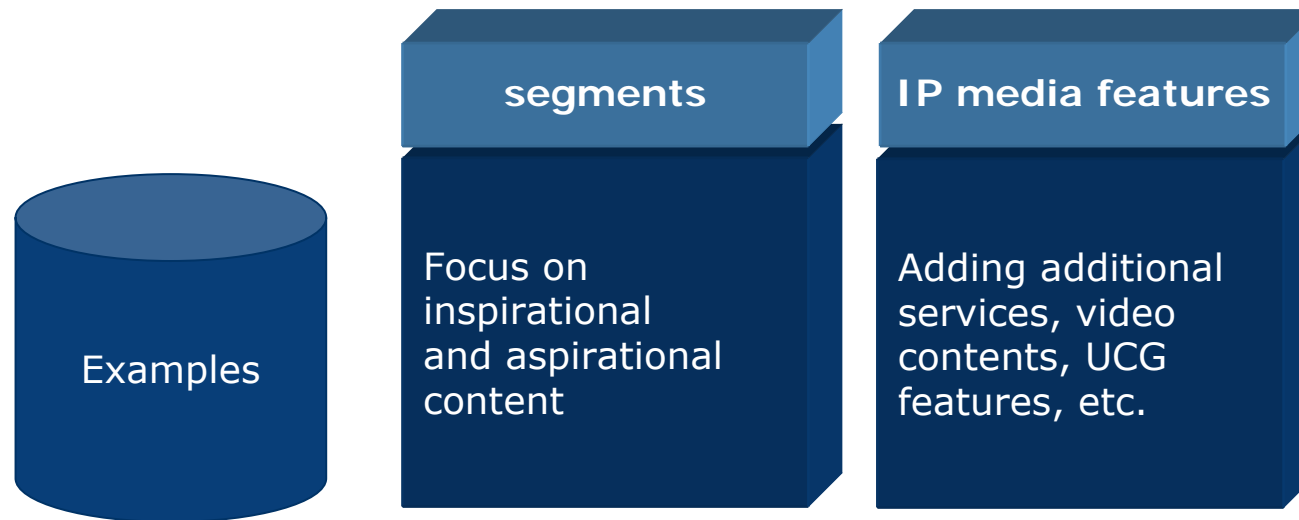 segments
IP media features
Examples
Focus on
inspirational
and aspirational
content
Adding additional
services, video
contents, UCG
features, etc.